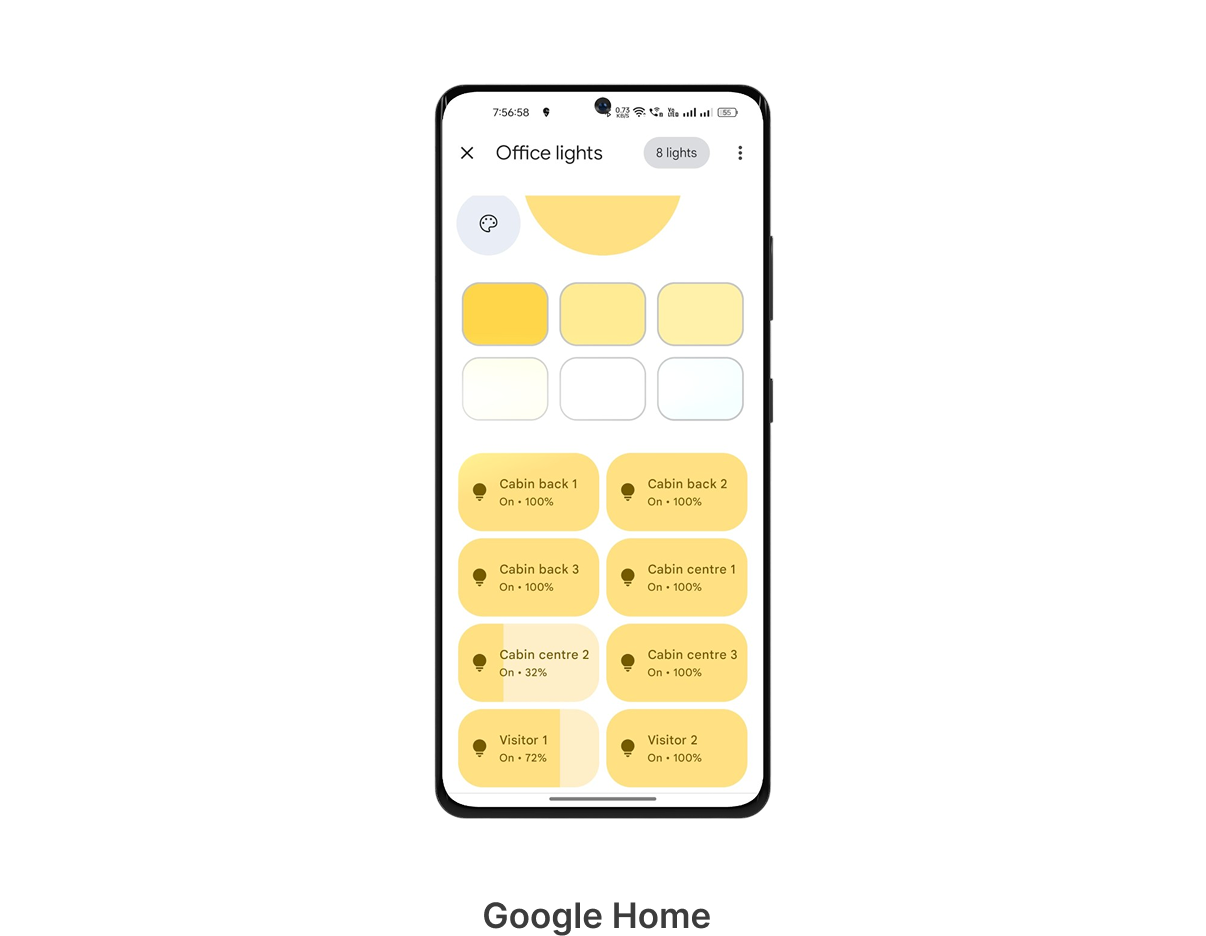 7:56:58 0.73 KB/S 55
Office lights 8 lights
Cabin back 1 Cabin back 2
On • 100% On • 100%
Cabin back 3 Cabin centre 1
On • 100% On • 100%
Cabin centre 2 Cabin centre 3
On • 32% On • 100%
Visitor 1 Visitor 2
On • 72% On • 100%
Google Home